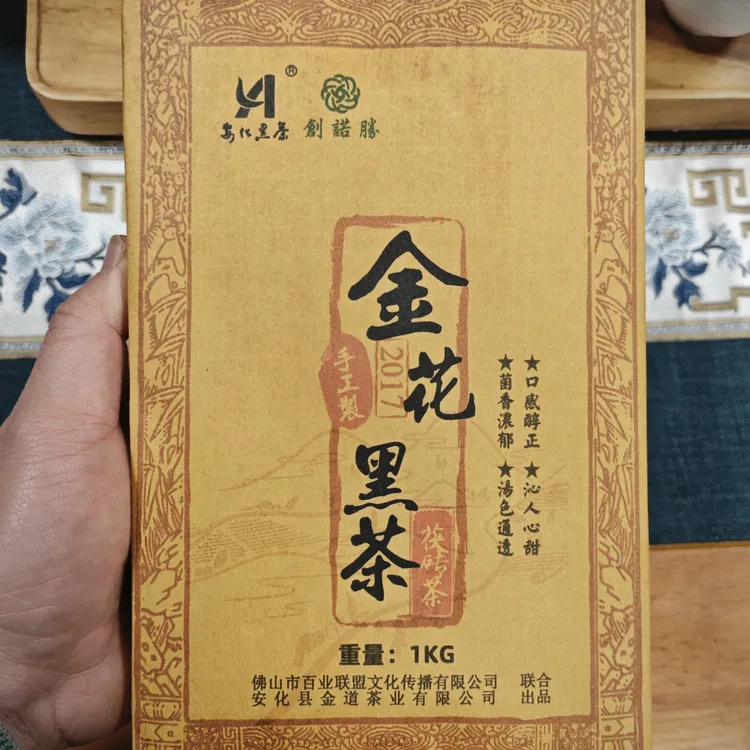 ®
安化黑茶
創諾勝
金花黑茶
2017
手工製
茯砖茶
★口感醇正 ★沁人心甜
★菌香濃郁 ★湯色通透
重量：1KG
佛山市百业联盟文化传播有限公司 联合
安化县金道茶业有限公司 出品